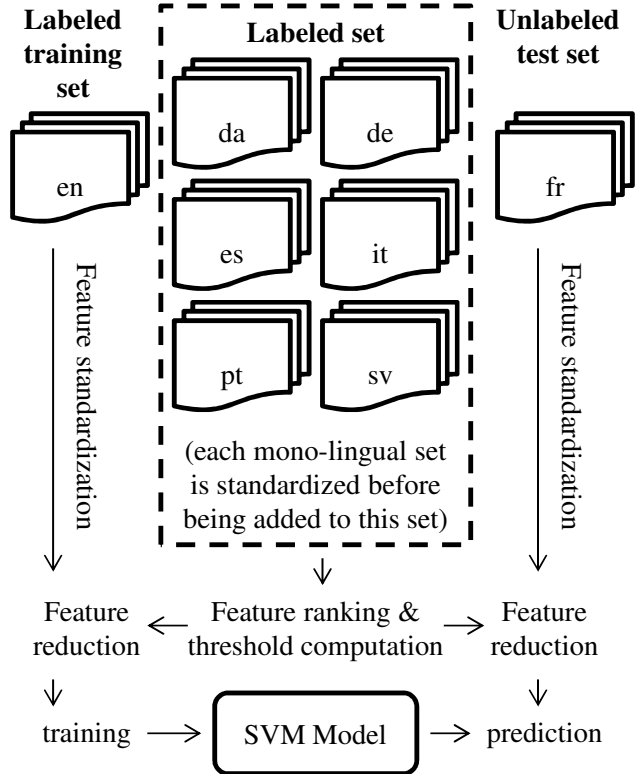 Labeled
training
set
en
Feature standardization
Labeled set
da
de
es
it
pt
sv
(each mono-lingual set
is standardized before
being added to this set)
Unlabeled
test set
fr
Feature standardization
Feature
reduction
Feature ranking &
threshold computation
Feature
reduction
training
SVM Model
prediction